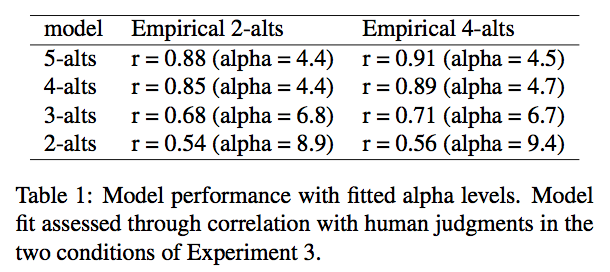 model Empirical 2-alts Empirical 4-alts
5-alts r = 0.88 (alpha = 4.4) r = 0.91 (alpha = 4.5)
4-alts r = 0.85 (alpha = 4.4) r = 0.89 (alpha = 4.7)
3-alts r = 0.68 (alpha = 6.8) r = 0.71 (alpha = 6.7)
2-alts r = 0.54 (alpha = 8.9) r = 0.56 (alpha = 9.4)
Table 1: Model performance with fitted alpha levels. Model
fit assessed through correlation with human judgments in the
two conditions of Experiment 3.